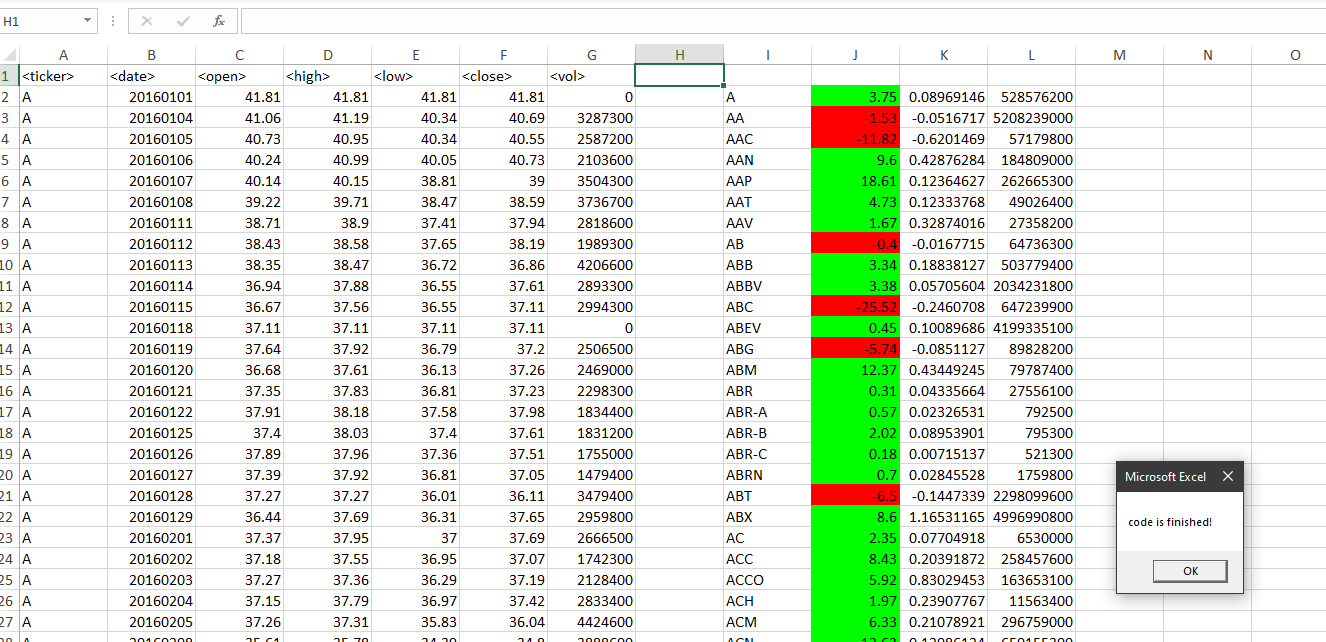 H1 fx
A B C D E F G H I J K L M N O
1 <ticker> <date> <open> <high> <low> <close> <vol>
2 A 20160101 41.81 41.81 41.81 41.81 0 A 3.75 0.08969146 528576200
3 A 20160104 41.06 41.19 40.34 40.69 3287300 AA -1.53 -0.0516717 5208239000
4 A 20160105 40.73 40.95 40.34 40.55 2587200 AAC -11.82 -0.6201469 57179800
5 A 20160106 40.24 40.99 40.05 40.73 2103600 AAN 9.6 0.42876284 184809000
6 A 20160107 40.14 40.15 38.81 39 3504300 AAP 18.61 0.12364627 262665300
7 A 20160108 39.22 39.71 38.47 38.59 3736700 AAT 4.73 0.12333768 49026400
8 A 20160111 38.71 38.9 37.41 37.94 2818600 AAV 1.67 0.32874016 27358200
9 A 20160112 38.43 38.58 37.65 38.19 1989300 AB -0.4 -0.0167715 64736300
10 A 20160113 38.35 38.47 36.72 36.86 4206600 ABB 3.34 0.18838127 503779400
11 A 20160114 36.94 37.88 36.55 37.61 2893300 ABBV 3.38 0.05705604 2034231800
12 A 20160115 36.67 37.56 36.55 37.11 2994300 ABC -25.52 -0.2460708 647239900
13 A 20160118 37.11 37.11 37.11 37.11 0 ABEV 0.45 0.10089686 4199335100
14 A 20160119 37.64 37.92 36.79 37.2 2506500 ABG -5.74 -0.0851127 89828200
15 A 20160120 36.68 37.61 36.13 37.26 2469000 ABM 12.37 0.43449245 79787400
16 A 20160121 37.35 37.83 36.81 37.23 2298300 ABR 0.31 0.04335664 27556100
17 A 20160122 37.91 38.18 37.58 37.98 1834400 ABR-A 0.57 0.02326531 792500
18 A 20160125 37.4 38.03 37.4 37.61 1831200 ABR-B 2.02 0.08953901 795300
19 A 20160126 37.89 37.96 37.36 37.51 1755000 ABR-C 0.18 0.00715137 521300
20 A 20160127 37.39 37.92 36.81 37.05 1479400 ABRN 0.7 0.02845528 1759800
21 A 20160128 37.27 37.27 36.01 36.11 3479400 ABT -6.5 -0.1447339 2298099600
22 A 20160129 36.44 37.69 36.31 37.65 2959800 ABX 8.6 1.16531165 4996990800
23 A 20160201 37.37 37.95 37 37.69 2666500 AC 2.35 0.07704918 6530000
24 A 20160202 37.18 37.55 36.95 37.07 1742300 ACC 8.43 0.20391872 258457600
25 A 20160203 37.27 37.36 36.29 37.19 2128400 ACCO 5.92 0.83029453 163653100
26 A 20160204 37.15 37.79 36.97 37.42 2833400 ACH 1.97 0.23907767 11563400
27 A 20160205 37.26 37.31 35.83 36.04 4424600 ACM 6.33 0.21078921 296759000
Microsoft Excel
code is finished!
OK